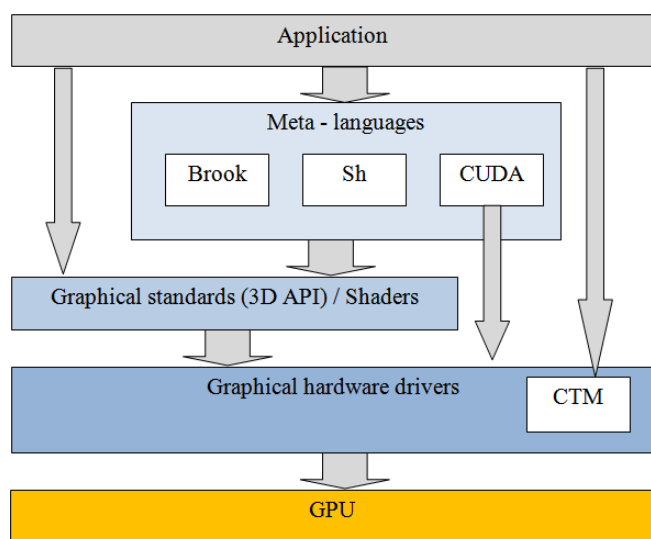 Application
Meta - languages
Brook
Sh
CUDA
Graphical standards (3D API) / Shaders
Graphical hardware drivers
CTM
GPU